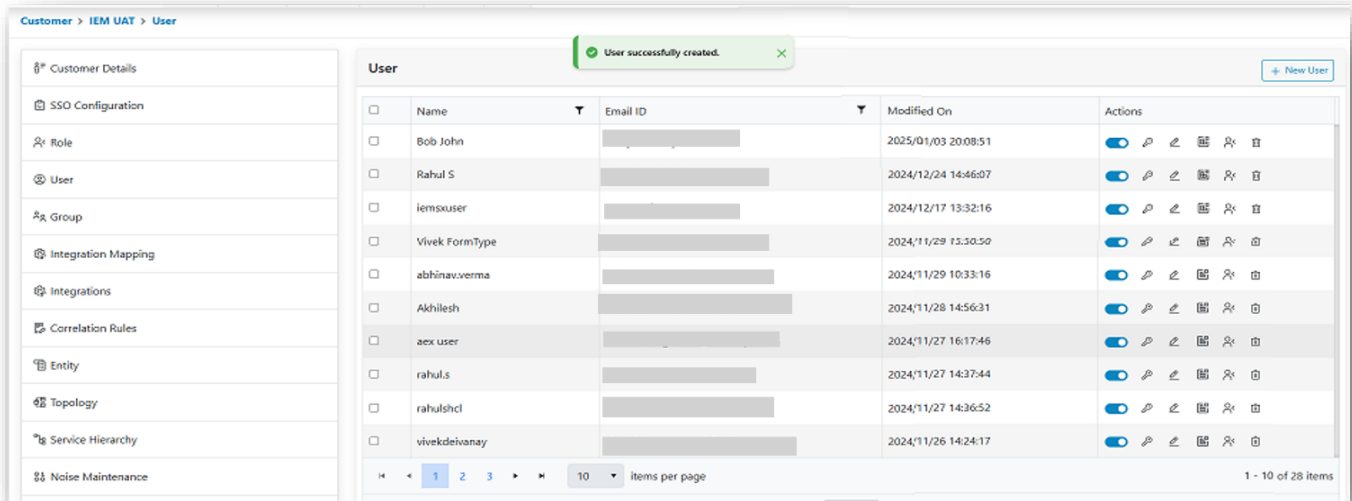 Customer > IEM UAT > User
User successfully created.
Customer Details
SSO Configuration
Role
User
Group
Integration Mapping
Integrations
Correlation Rules
Entity
Topology
Service Hierarchy
Noise Maintenance
User
+ New User
Name Email ID Modified On Actions
Bob John 2025/01/03 20:08:51
Rahul S 2024/12/24 14:46:07
iemsxuser 2024/12/17 13:32:16
Vivek FormType 2024/11/29 15:50:50
abhinav.verma 2024/11/29 10:33:16
Akhilesh 2024/11/28 14:56:31
aex user 2024/11/27 16:17:46
rahul.s 2024/11/27 14:37:44
rahulshcl 2024/11/27 14:36:52
vivekdeivanay 2024/11/26 14:24:17
1 2 3 10 items per page 1 - 10 of 28 items